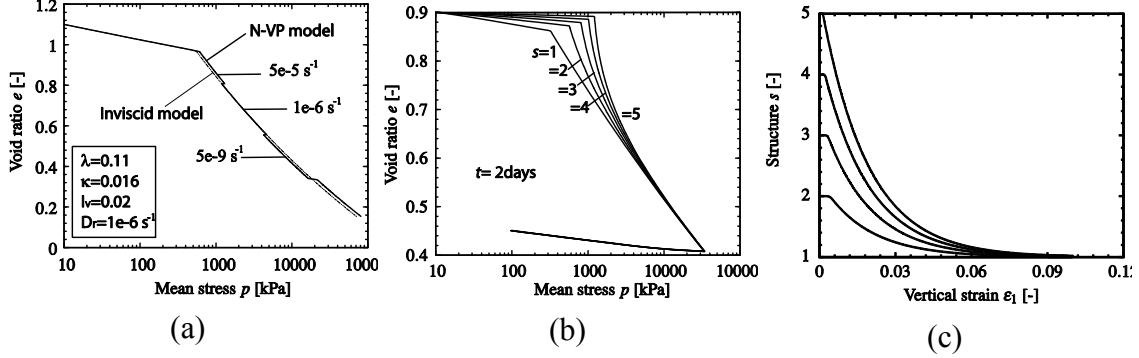 1.2
1
0.8
0.6
0.4
0.2
0
Void ratio e [-]
N-VP model
5e-5 s-1
Inviscid model
1e-6 s-1
5e-9 s-1
λ=0.11
κ=0.016
Iv=0.02
Dr=1e-6 s-1
10 100 1000 10000
Mean stress p [kPa]
(a)
0.9
0.8
0.7
0.6
0.5
0.4
Void ratio e [-]
s=1
=2
=3
=4
=5
t= 2days
10 100 1000 10000
Mean stress p [kPa]
(b)
5
4
3
2
1
Structure s [-]
0 0.03 0.06 0.09 0.12
Vertical strain ε1 [-]
(c)